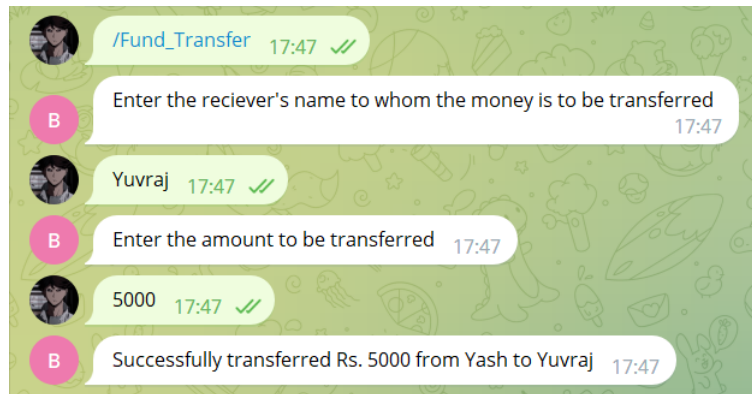 /Fund_Transfer 17:47
B
Enter the reciever's name to whom the money is to be transferred
17:47
Yuvraj 17:47
B
Enter the amount to be transferred 17:47
5000 17:47
B
Successfully transferred Rs. 5000 from Yash to Yuvraj 17:47